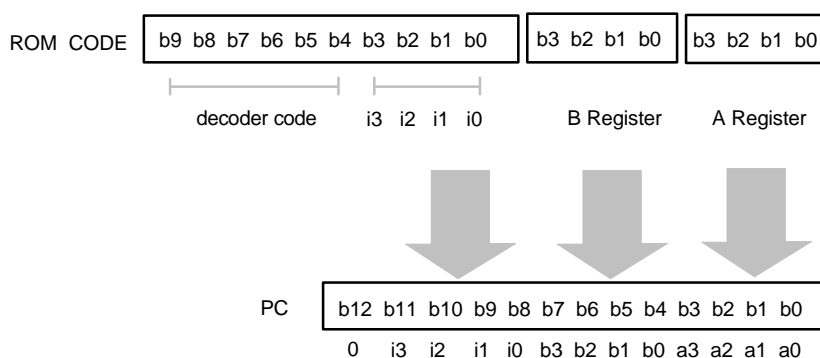 ROM CODE b9 b8 b7 b6 b5 b4 b3 b2 b1 b0 b3 b2 b1 b0 b3 b2 b1 b0
decoder code i3 i2 i1 i0 B Register A Register
PC b12 b11 b10 b9 b8 b7 b6 b5 b4 b3 b2 b1 b0
0 i3 i2 i1 i0 b3 b2 b1 b0 a3 a2 a1 a0